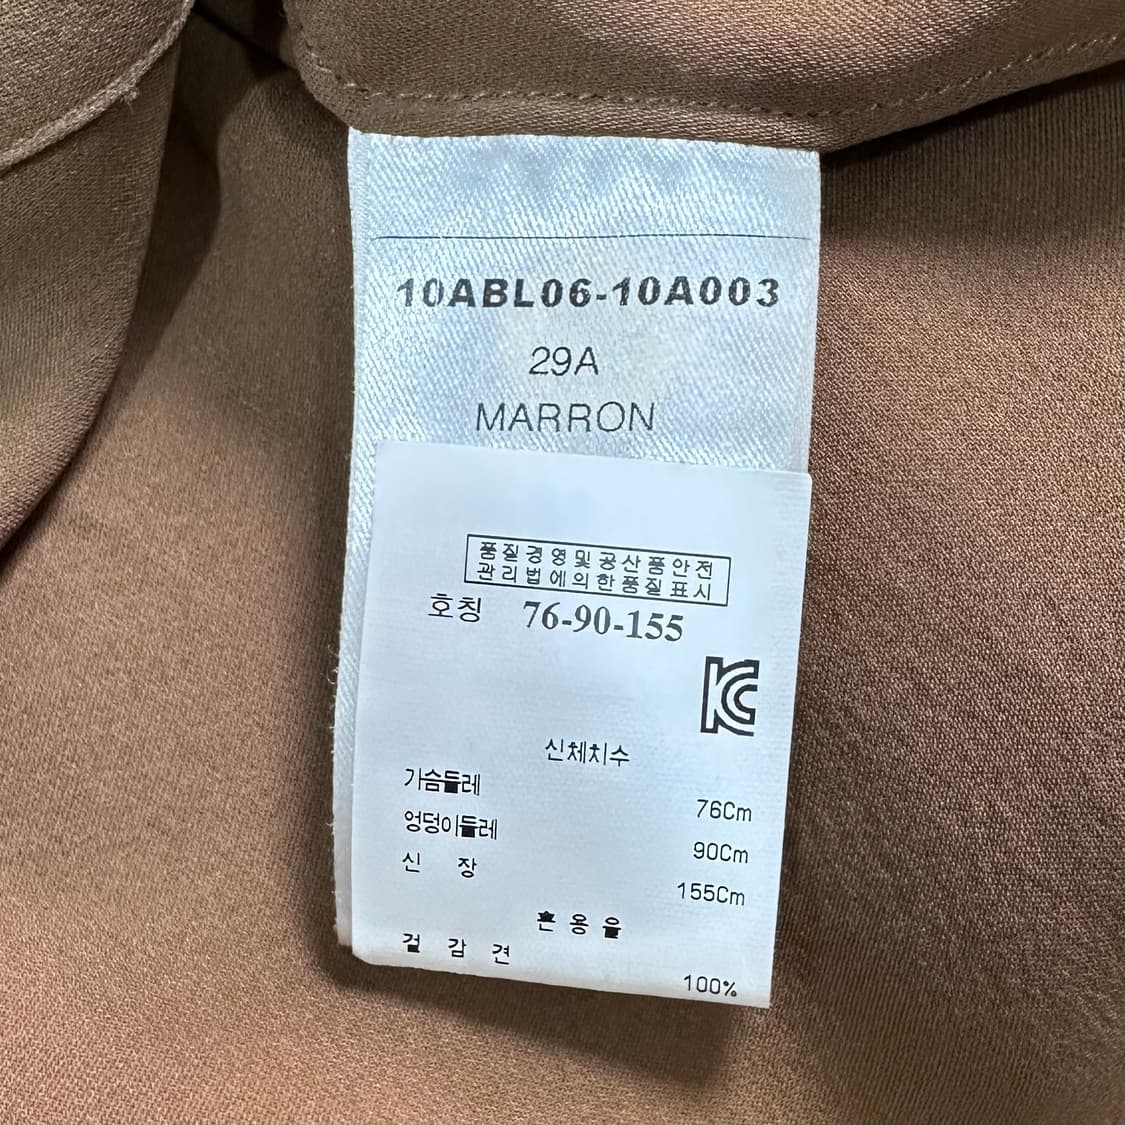 10ABL06-10A003
29A
MARRON
품질경영및공산품안전
관리법에의한품질표시
호칭 76-90-155
KC
신체치수
가슴둘레
76Cm
엉덩이둘레
90Cm
신 장
155Cm
혼용율
겉감 견
100%